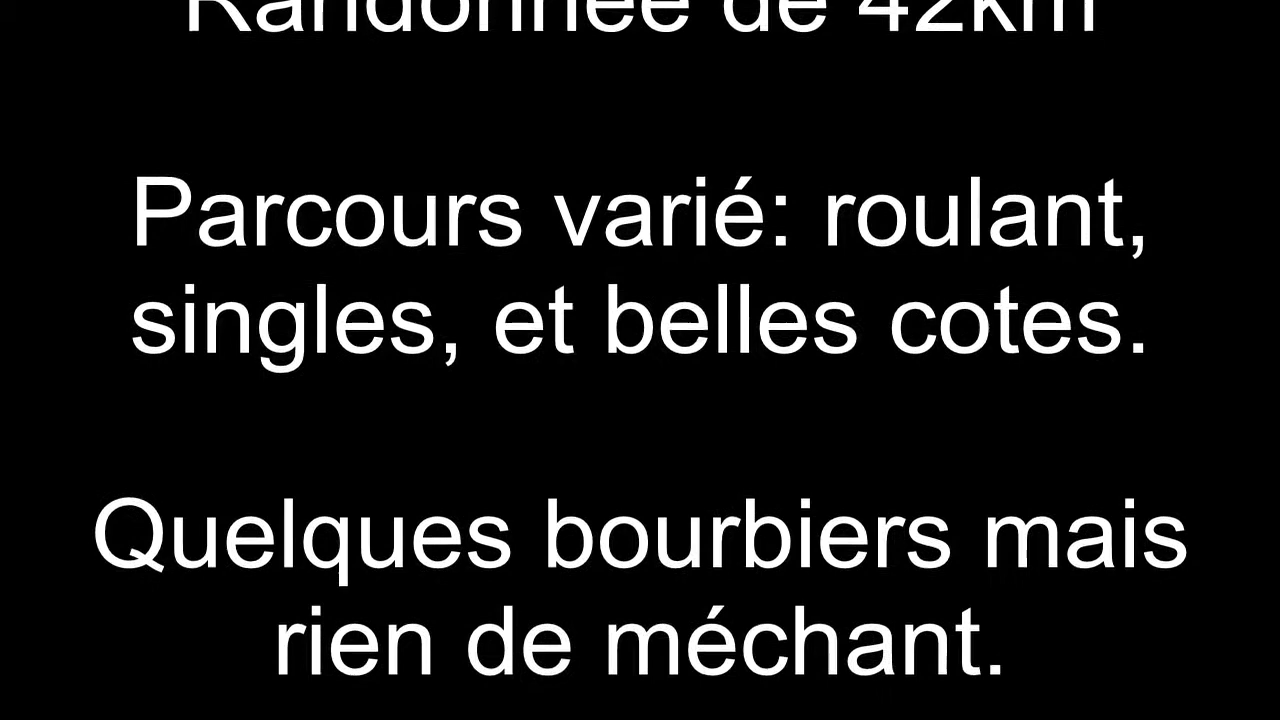 Randonnée de 42km
Parcours varié: roulant,
singles, et belles cotes.
Quelques bourbiers mais
rien de méchant.